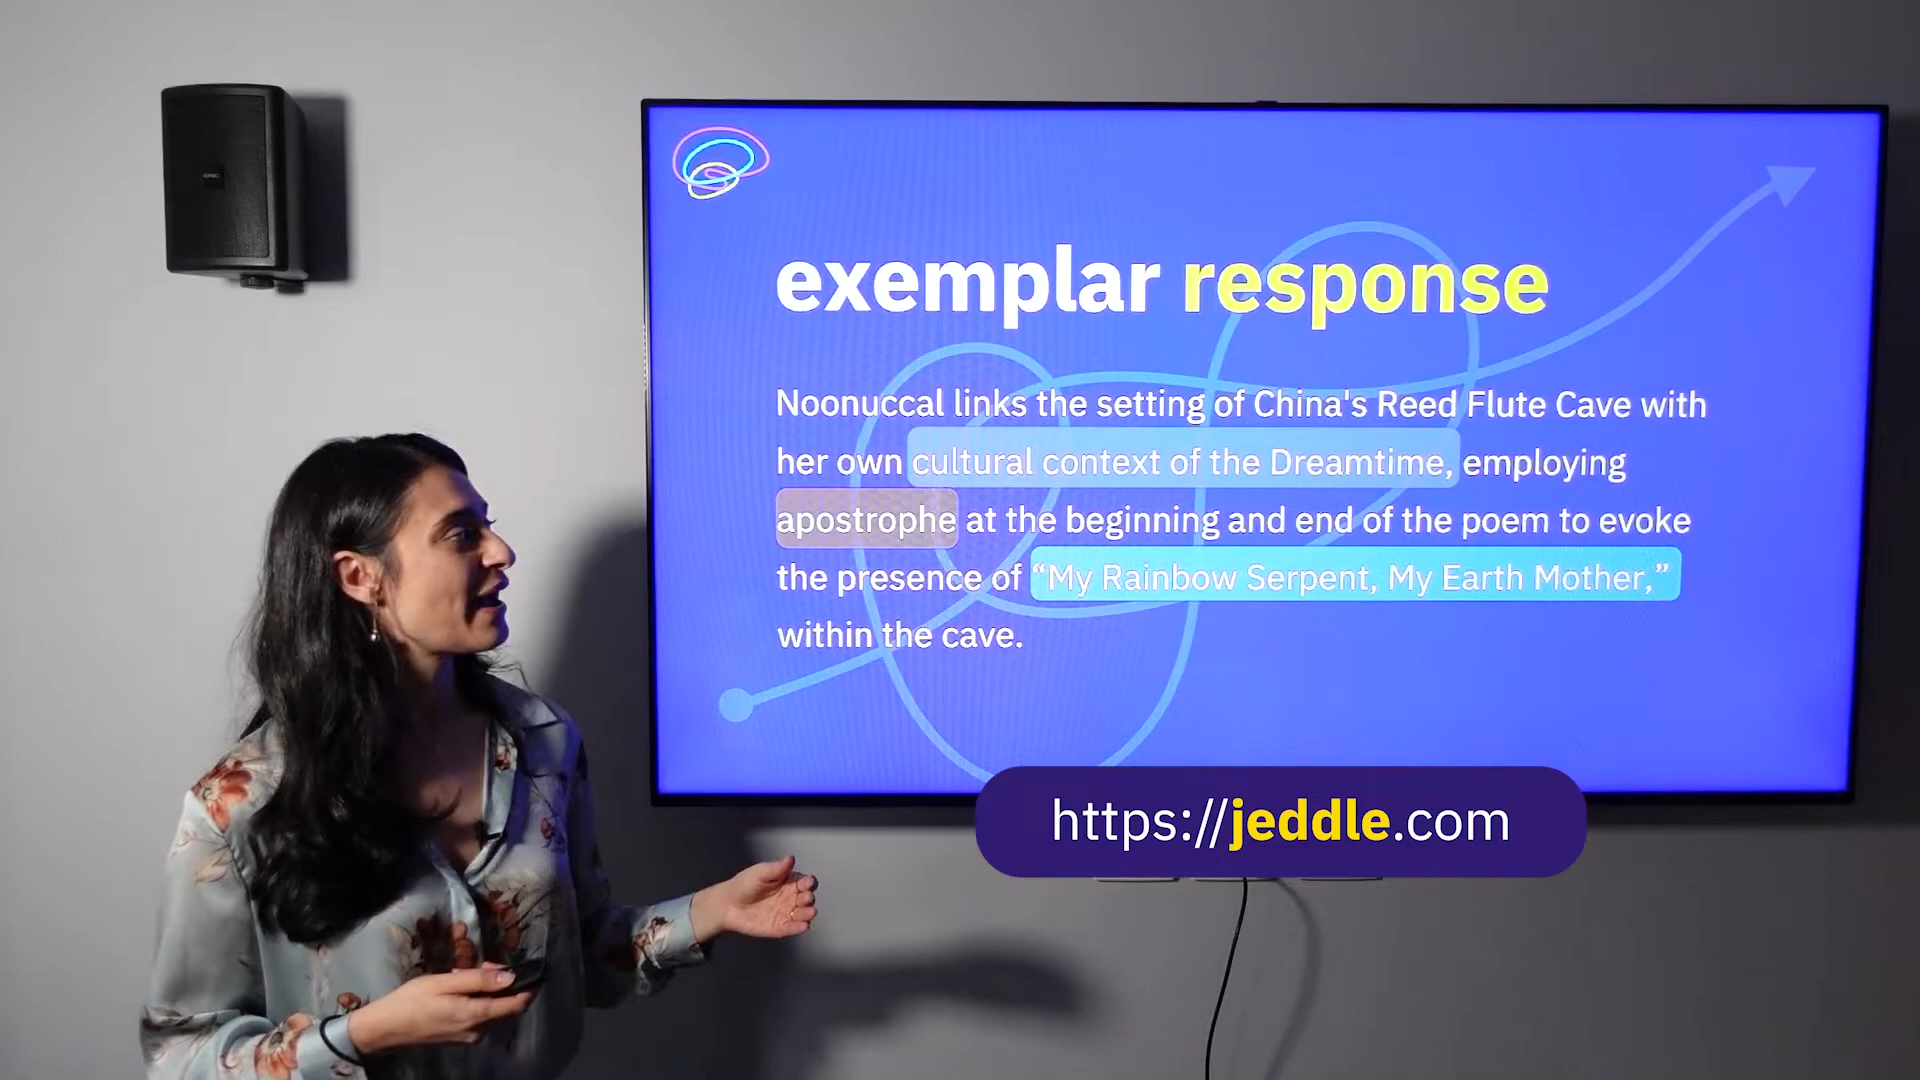 exemplar response
Noonuccal links the setting of China's Reed Flute Cave with
her own cultural context of the Dreamtime, employing
apostrophe at the beginning and end of the poem to evoke
the presence of “My Rainbow Serpent, My Earth Mother,”
within the cave.
https://jeddle.com